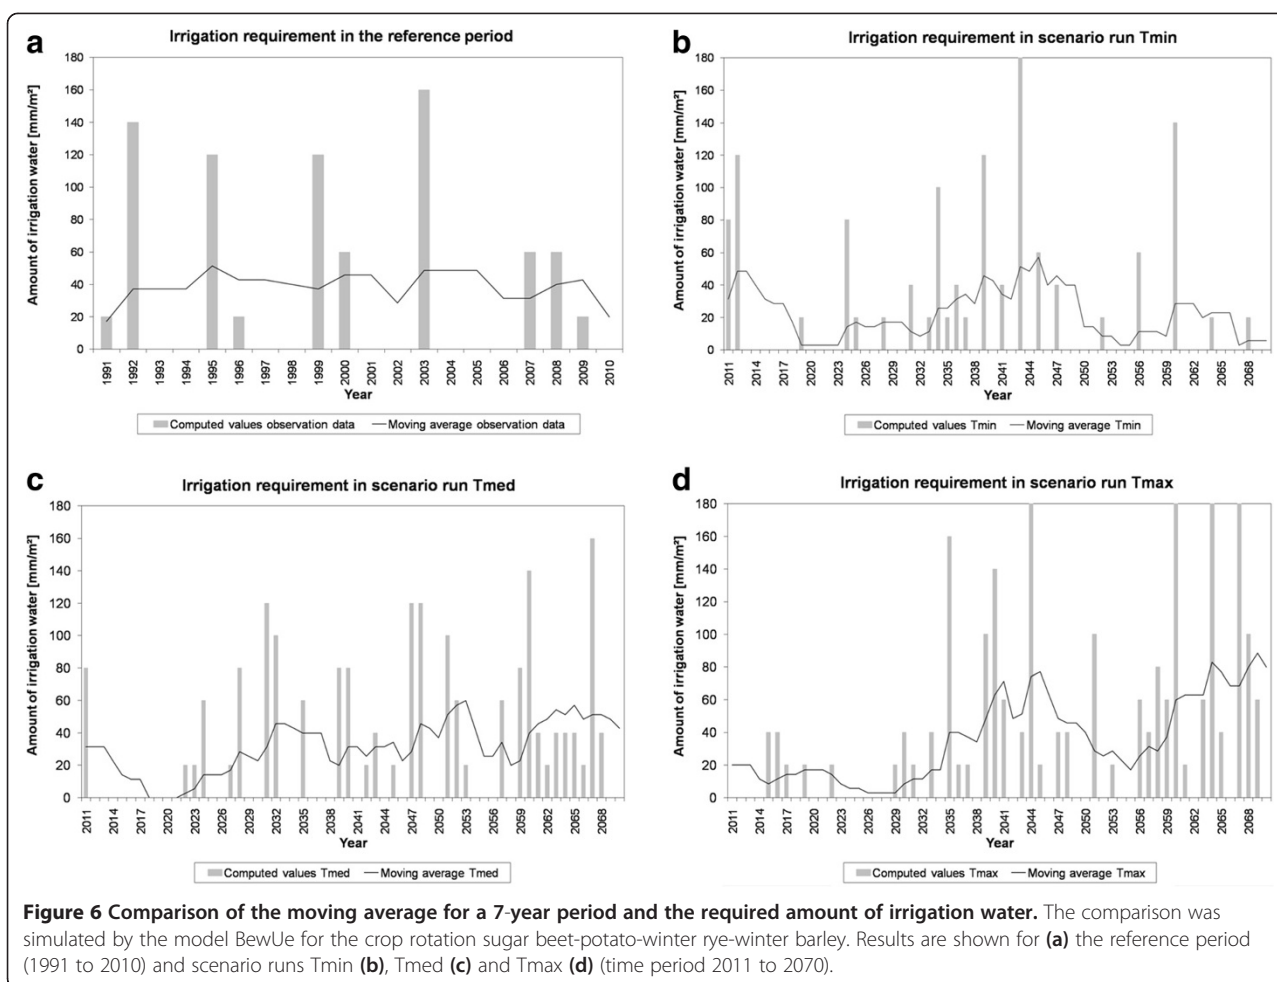 a
Irrigation requirement in the reference period
Amount of irrigation water [mm/m²]
180
160
140
120
100
80
60
40
20
0
1991 1992 1993 1994 1995 1996 1997 1998 1999 2000 2001 2002 2003 2004 2005 2006 2007 2008 2009 2010
Year
Computed values observation data Moving average observation data
b
Irrigation requirement in scenario run Tmin
Amount of irrigation water [mm/m²]
180
160
140
120
100
80
60
40
20
0
2011 2014 2017 2020 2023 2026 2029 2032 2035 2038 2041 2044 2047 2050 2053 2056 2059 2062 2065 2068
Year
Computed values Tmin Moving average Tmin
c
Irrigation requirement in scenario run Tmed
Amount of irrigation water [mm/m²]
180
160
140
120
100
80
60
40
20
0
2011 2014 2017 2020 2023 2026 2029 2032 2035 2038 2041 2044 2047 2050 2053 2056 2059 2062 2065 2068
Year
Computed values Tmed Moving average Tmed
d
Irrigation requirement in scenario run Tmax
Amount of irrigation water [mm/m²]
180
160
140
120
100
80
60
40
20
0
2011 2014 2017 2020 2023 2026 2029 2032 2035 2038 2041 2044 2047 2050 2053 2056 2059 2062 2065 2068
Year
Computed values Tmax Moving average Tmax
Figure 6 Comparison of the moving average for a 7-year period and the required amount of irrigation water. The comparison was
simulated by the model BewUe for the crop rotation sugar beet-potato-winter rye-winter barley. Results are shown for (a) the reference period
(1991 to 2010) and scenario runs Tmin (b), Tmed (c) and Tmax (d) (time period 2011 to 2070).